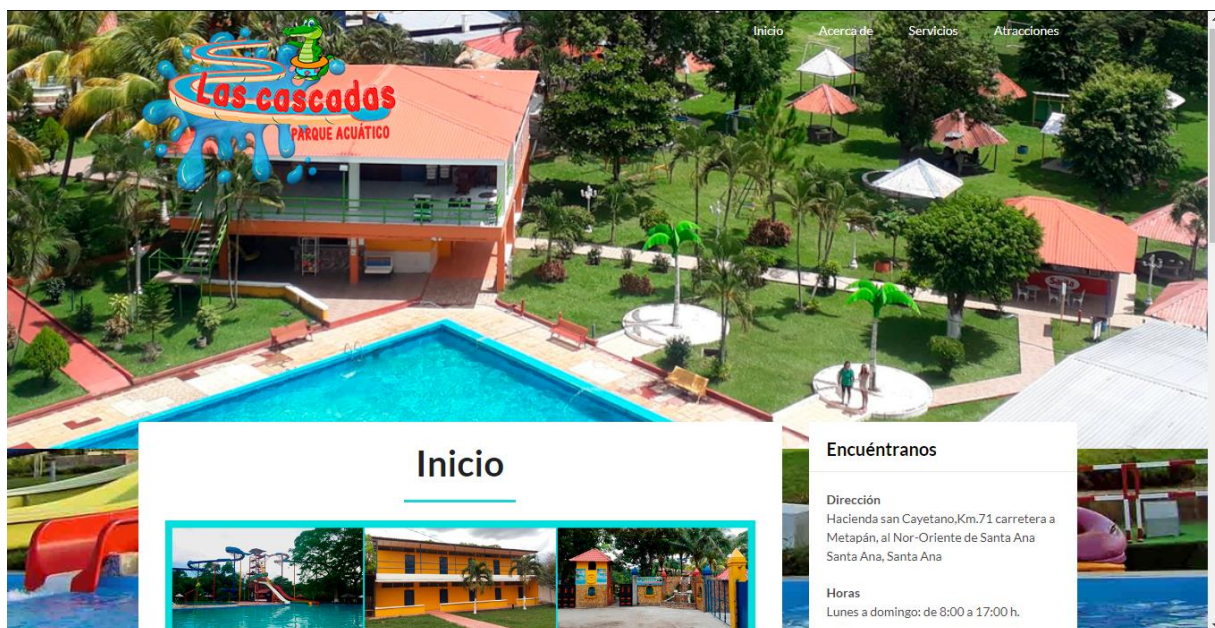 Inicio Acerca de Servicios Atracciones
Las cascadas
PARQUE ACUÁTICO
Inicio
Encuéntranos
Dirección
Hacienda san Cayetano,Km.71 carretera a
Metapán, al Nor-Oriente de Santa Ana
Santa Ana, Santa Ana
Horas
Lunes a domingo: de 8:00 a 17:00 h.